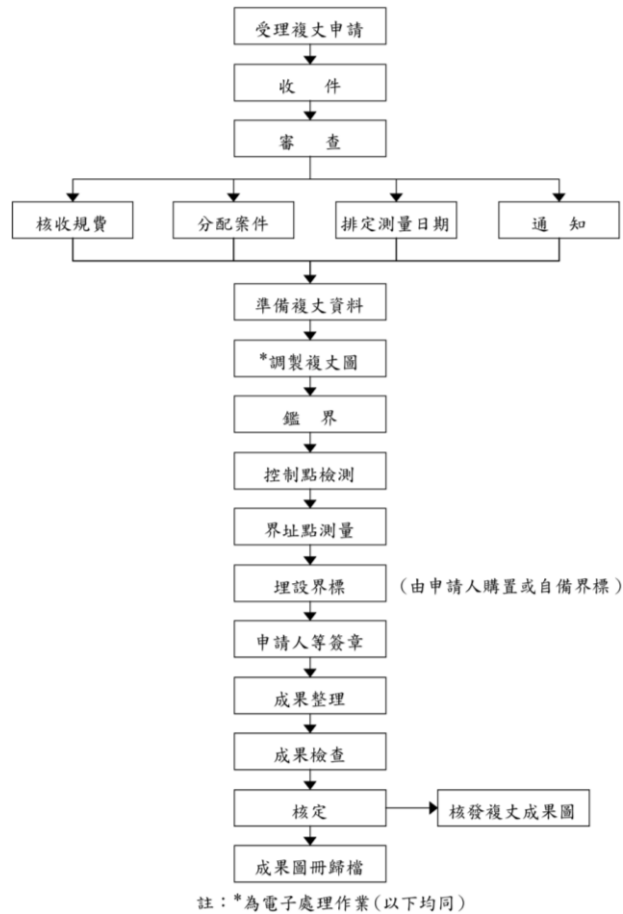 受理複丈申請
收 件
審 查
核收規費
分配案件
排定測量日期
通 知
準備複丈資料
*調製複丈圖
鑑 界
控制點檢測
界址點測量
埋設界標
(由申請人購置或自備界標)
申請人等簽章
成果整理
成果檢查
核定
核發複丈成果圖
成果圖冊歸檔
註：*為電子處理作業(以下均同)